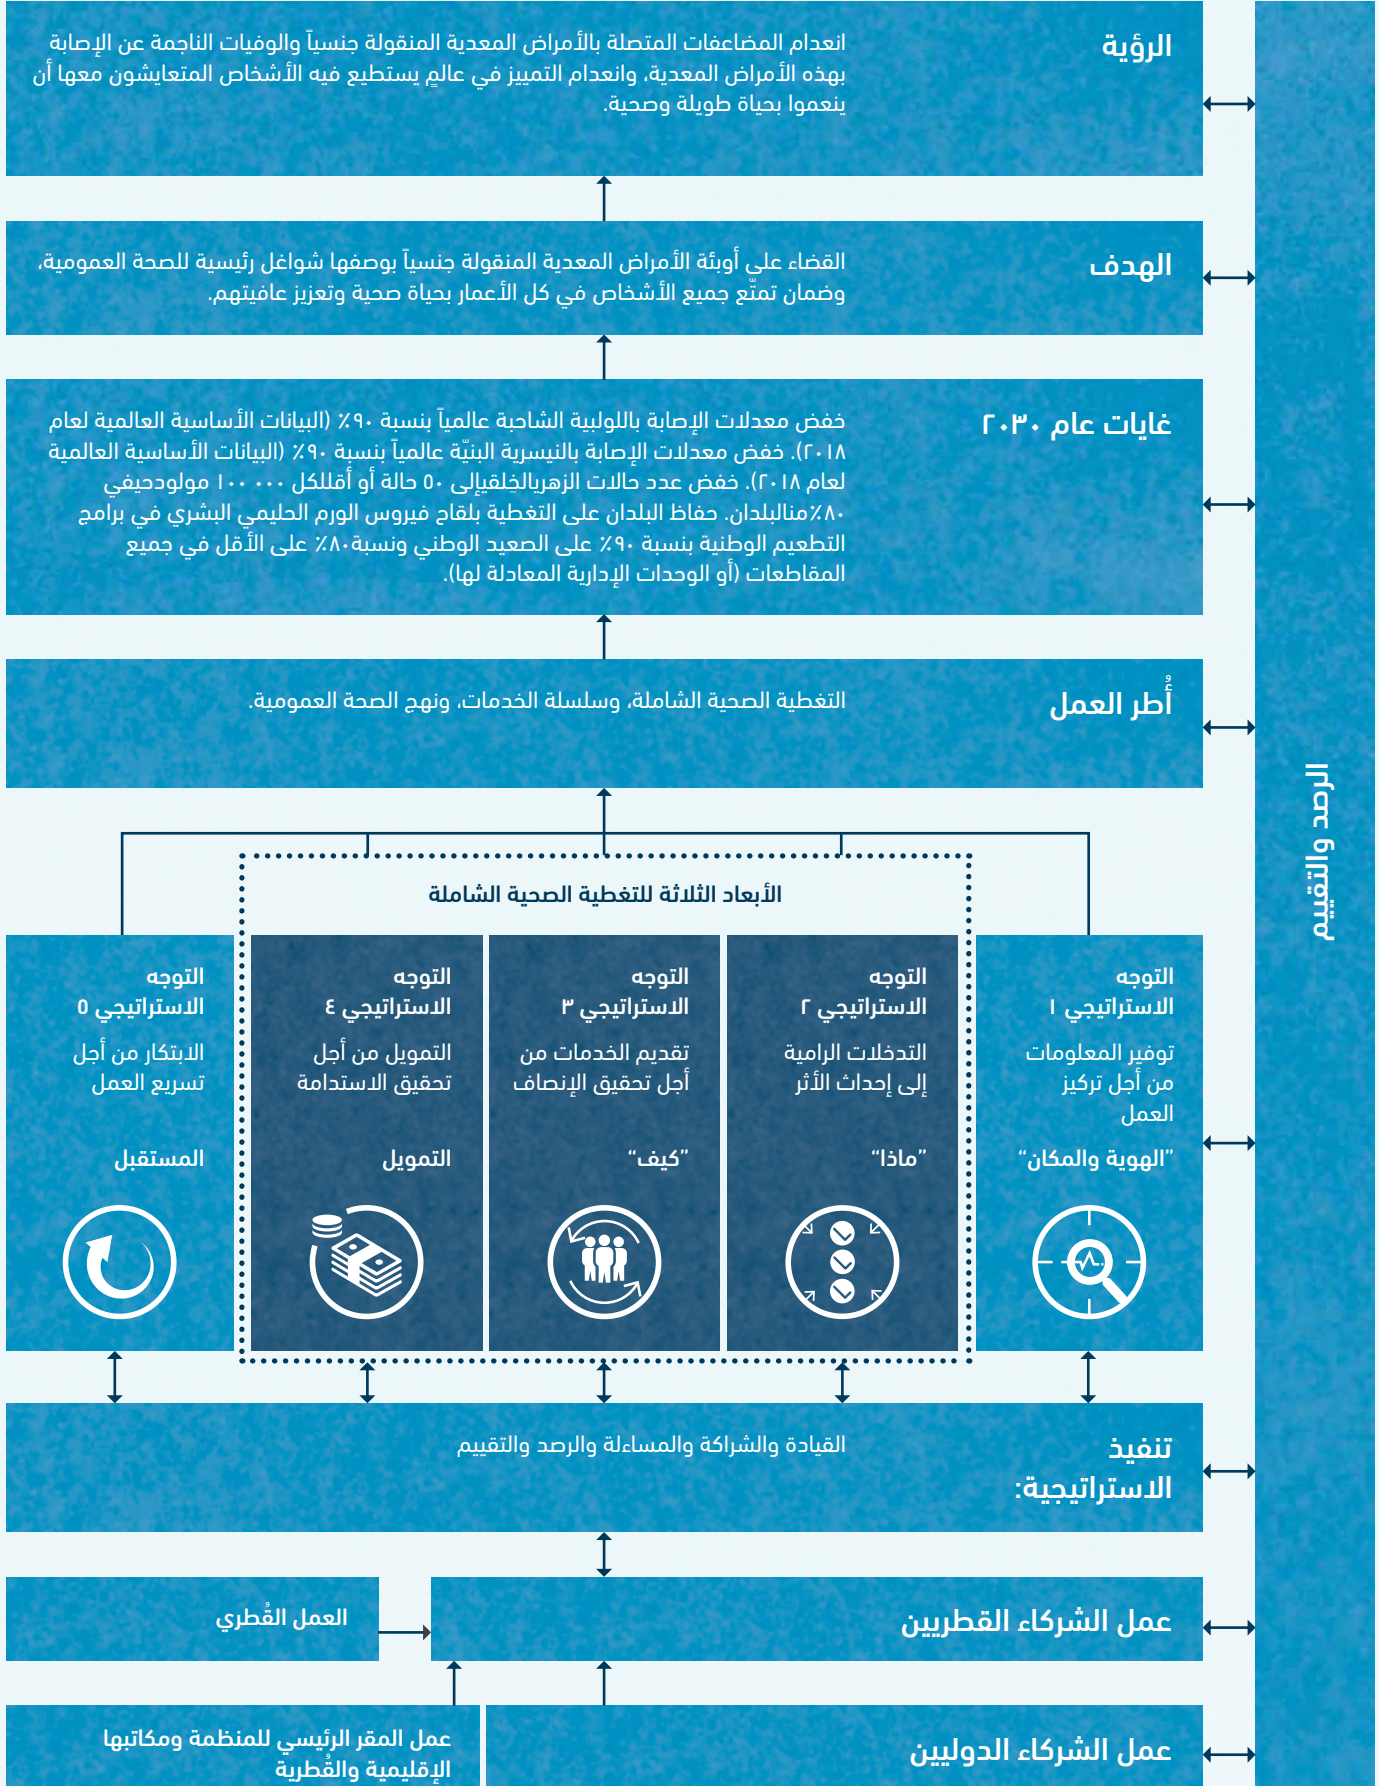 الرؤية
انعدام المضاعفات المتصلة بالأمراض المعدية المنقولة جنسياً والوفيات الناجمة عن الإصابة
بهذه الأمراض المعدية، وانعدام التمييز في عالمٍ يستطيع فيه الأشخاص المتعايشون معها أن
ينعموا بحياة طويلة وصحية.
الهدف
القضاء على أوبئة الأمراض المعدية المنقولة جنسياً بوصفها شواغل رئيسية للصحة العمومية،
وضمان تمتّع جميع الأشخاص في كل الأعمار بحياة صحية وتعزيز عافيتهم.
غايات عام ٢٠٣٠
خفض معدلات الإصابة باللولبية الشاحبة عالمياً بنسبة ٩٠٪ (البيانات الأساسية العالمية لعام
٢٠١٨). خفض معدلات الإصابة بالنيسرية البنيّة عالمياً بنسبة ٩٠٪ (البيانات الأساسية العالمية
لعام ٢٠١٨). خفض عدد حالات الزهريالخِلقيإلى ٥٠ حالة أو أقللكل ٠٠٠ ١٠٠ مولودحيفي
٨٠٪منالبلدان. حفاظ البلدان على التغطية بلقاح فيروس الورم الحليمي البشري في برامج
التطعيم الوطنية بنسبة ٩٠٪ على الصعيد الوطني ونسبة٨٠٪ على الأقل في جميع
المقاطعات (أو الوحدات الإدارية المعادلة لها).
أُطر العمل
التغطية الصحية الشاملة، وسلسلة الخدمات، ونهج الصحة العمومية.
الرصد والتقييم
الأبعاد الثلاثة للتغطية الصحية الشاملة
التوجه
الاستراتيجي ١
توفير المعلومات
من أجل تركيز
العمل
”الهوية والمكان“
التوجه
الاستراتيجي ٢
التدخلات الرامية
إلى إحداث الأثر
”ماذا“
التوجه
الاستراتيجي ٣
تقديم الخدمات من
أجل تحقيق الإنصاف
”كيف“
التوجه
الاستراتيجي ٤
التمويل من أجل
تحقيق الاستدامة
التمويل
التوجه
الاستراتيجي ٥
الابتكار من أجل
تسريع العمل
المستقبل
تنفيذ
الاستراتيجية:
القيادة والشراكة والمساءلة والرصد والتقييم
عمل الشركاء القطريين
العمل القُطري
عمل الشركاء الدوليين
عمل المقر الرئيسي للمنظمة ومكاتبها
الإقليمية والقُطرية